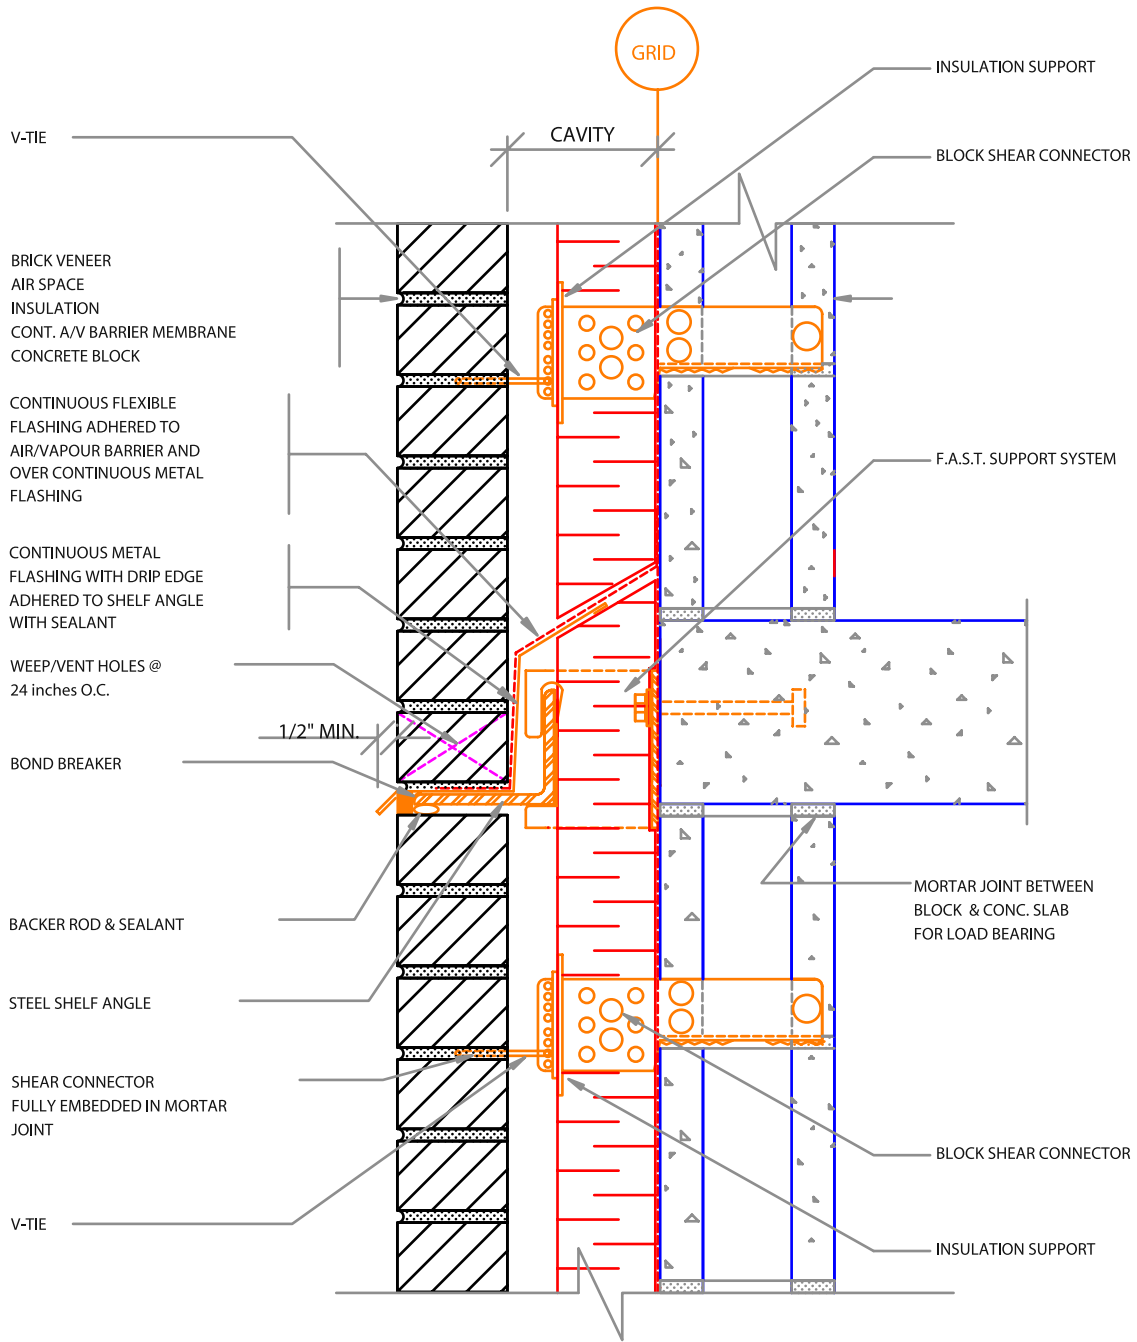 GRID
INSULATION SUPPORT
V-TIE
CAVITY
BLOCK SHEAR CONNECTOR
BRICK VENEER
AIR SPACE
INSULATION
CONT. A/V BARRIER MEMBRANE
CONCRETE BLOCK
CONTINUOUS FLEXIBLE
FLASHING ADHERED TO
AIR/VAPOUR BARRIER AND
OVER CONTINUOUS METAL
FLASHING
F.A.S.T. SUPPORT SYSTEM
CONTINUOUS METAL
FLASHING WITH DRIP EDGE
ADHERED TO SHELF ANGLE
WITH SEALANT
WEEP/VENT HOLES @
24 inches O.C.
1/2" MIN.
BOND BREAKER
MORTAR JOINT BETWEEN
BLOCK & CONC. SLAB
FOR LOAD BEARING
BACKER ROD & SEALANT
STEEL SHELF ANGLE
SHEAR CONNECTOR
FULLY EMBEDDED IN MORTAR
JOINT
BLOCK SHEAR CONNECTOR
V-TIE
INSULATION SUPPORT